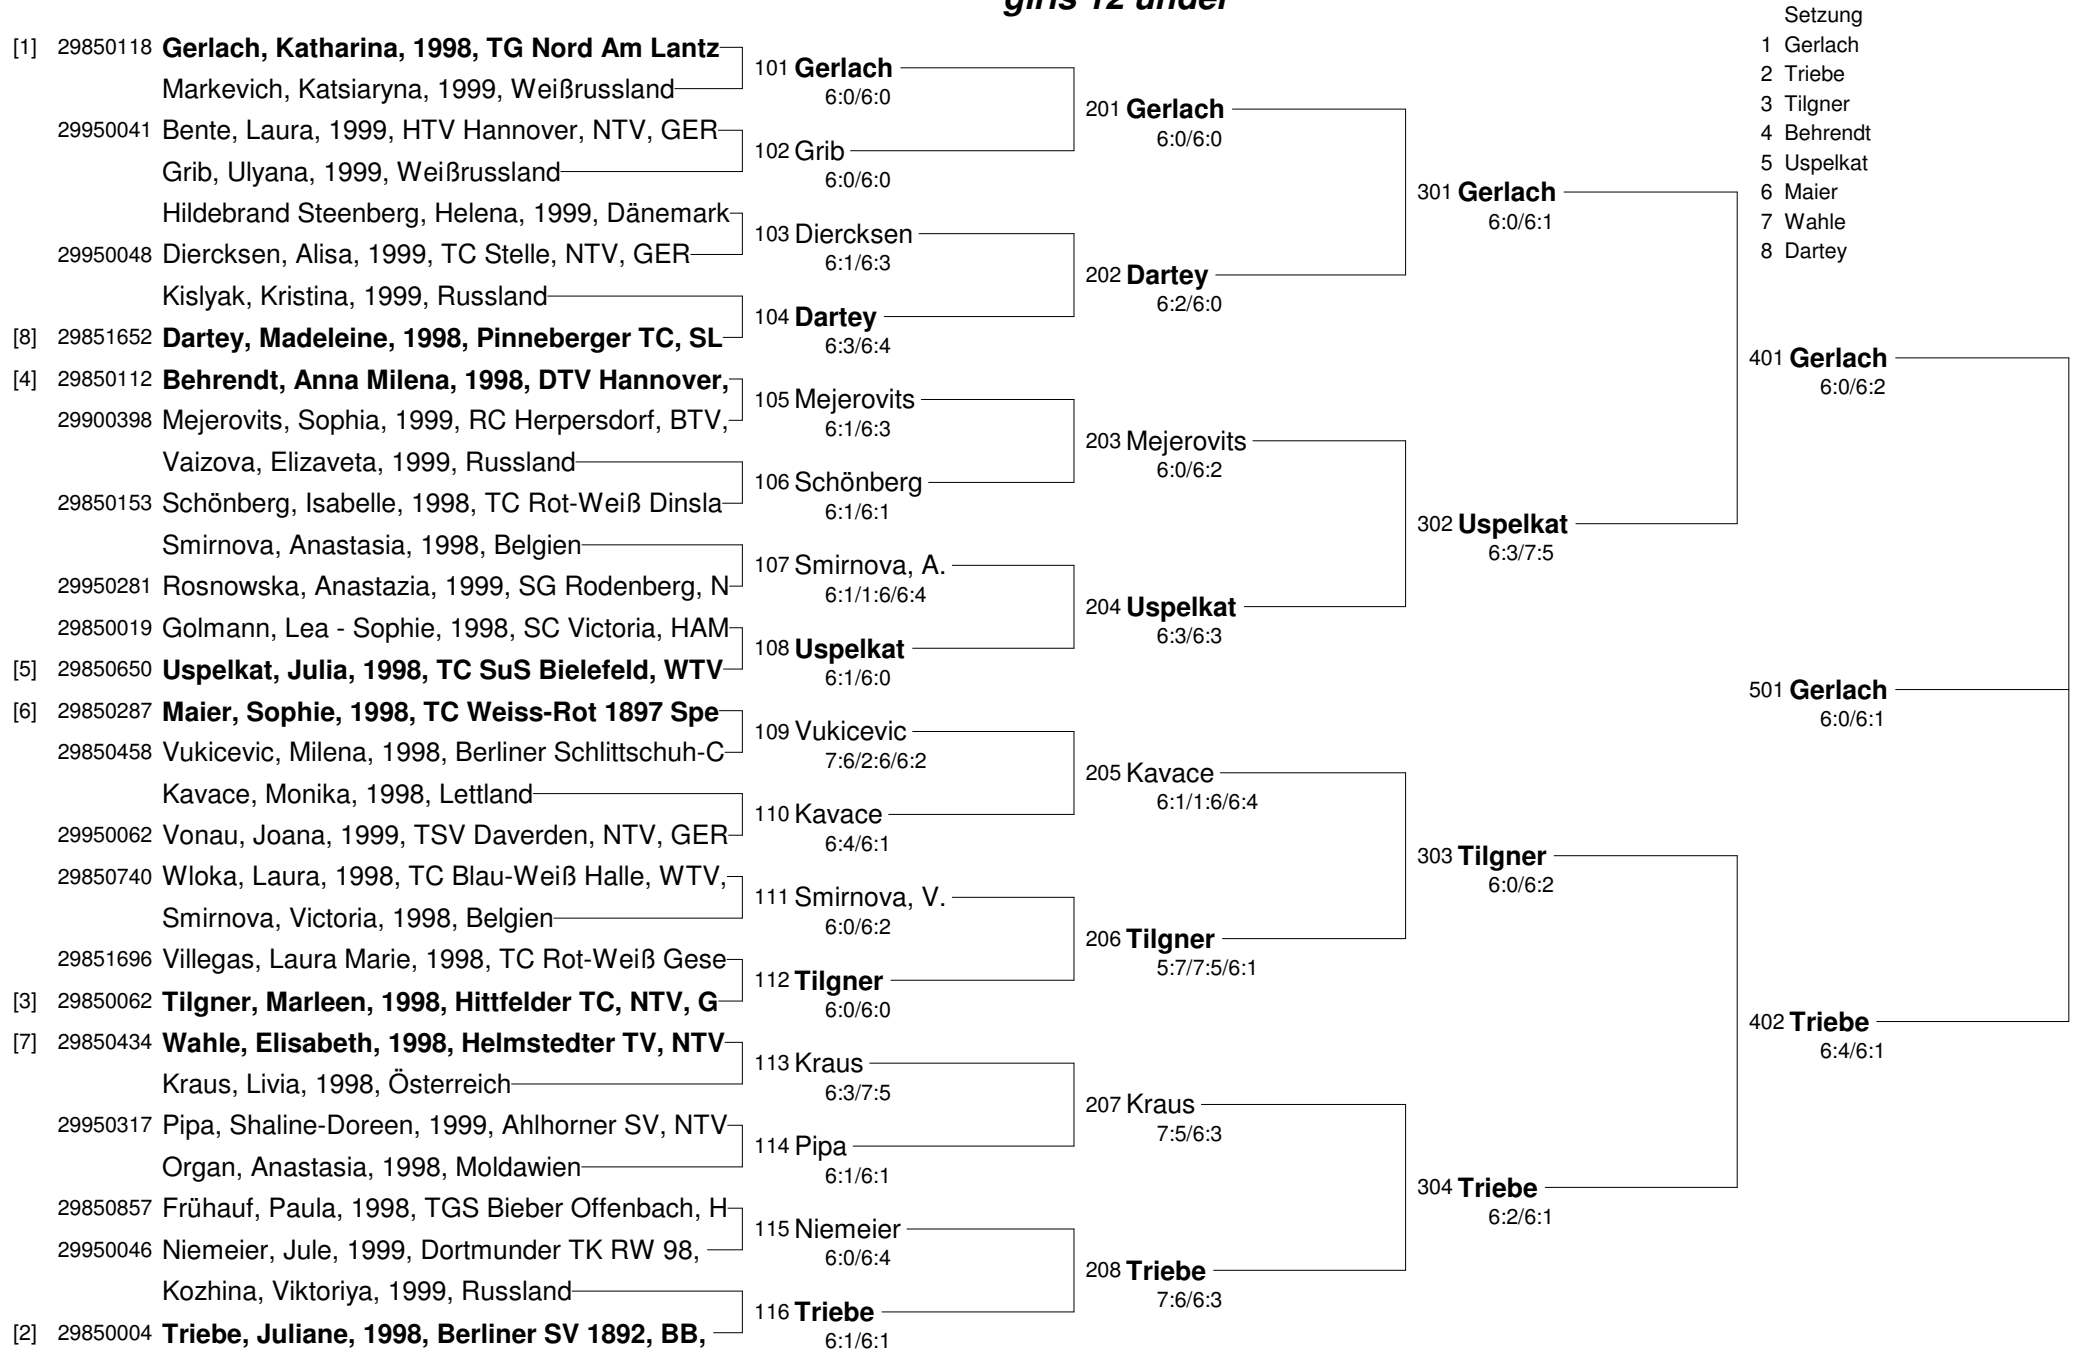 girls 12 under
Setzung
1 Gerlach
2 Triebe
3 Tilgner
4 Behrendt
5 Uspelkat
6 Maier
7 Wahle
8 Dartey
[1] 29850118 Gerlach, Katharina, 1998, TG Nord Am Lantz
Markevich, Katsiaryna, 1999, Weißrussland
29950041 Bente, Laura, 1999, HTV Hannover, NTV, GER
Grib, Ulyana, 1999, Weißrussland
Hildebrand Steenberg, Helena, 1999, Dänemark
29950048 Diercksen, Alisa, 1999, TC Stelle, NTV, GER
Kislyak, Kristina, 1999, Russland
[8] 29851652 Dartey, Madeleine, 1998, Pinneberger TC, SL
[4] 29850112 Behrendt, Anna Milena, 1998, DTV Hannover,
29900398 Mejerovits, Sophia, 1999, RC Herpersdorf, BTV,
Vaizova, Elizaveta, 1999, Russland
29850153 Schönberg, Isabelle, 1998, TC Rot-Weiß Dinsla
Smirnova, Anastasia, 1998, Belgien
29950281 Rosnowska, Anastazia, 1999, SG Rodenberg, N
29850019 Golmann, Lea - Sophie, 1998, SC Victoria, HAM
[5] 29850650 Uspelkat, Julia, 1998, TC SuS Bielefeld, WTV
[6] 29850287 Maier, Sophie, 1998, TC Weiss-Rot 1897 Spe
29850458 Vukicevic, Milena, 1998, Berliner Schlittschuh-C
Kavace, Monika, 1998, Lettland
29950062 Vonau, Joana, 1999, TSV Daverden, NTV, GER
29850740 Wloka, Laura, 1998, TC Blau-Weiß Halle, WTV,
Smirnova, Victoria, 1998, Belgien
29851696 Villegas, Laura Marie, 1998, TC Rot-Weiß Gese
[3] 29850062 Tilgner, Marleen, 1998, Hittfelder TC, NTV, G
[7] 29850434 Wahle, Elisabeth, 1998, Helmstedter TV, NTV
Kraus, Livia, 1998, Österreich
29950317 Pipa, Shaline-Doreen, 1999, Ahlhorner SV, NTV
Organ, Anastasia, 1998, Moldawien
29850857 Frühauf, Paula, 1998, TGS Bieber Offenbach, H
29950046 Niemeier, Jule, 1999, Dortmunder TK RW 98,
Kozhina, Viktoriya, 1999, Russland
[2] 29850004 Triebe, Juliane, 1998, Berliner SV 1892, BB,
101 Gerlach
6:0/6:0
102 Grib
6:0/6:0
103 Diercksen
6:1/6:3
104 Dartey
6:3/6:4
105 Mejerovits
6:1/6:3
106 Schönberg
6:1/6:1
107 Smirnova, A.
6:1/1:6/6:4
108 Uspelkat
6:1/6:0
109 Vukicevic
7:6/2:6/6:2
110 Kavace
6:4/6:1
111 Smirnova, V.
6:0/6:2
112 Tilgner
6:0/6:0
113 Kraus
6:3/7:5
114 Pipa
6:1/6:1
115 Niemeier
6:0/6:4
116 Triebe
6:1/6:1
201 Gerlach
6:0/6:0
202 Dartey
6:2/6:0
203 Mejerovits
6:0/6:2
204 Uspelkat
6:3/6:3
205 Kavace
6:1/1:6/6:4
206 Tilgner
5:7/7:5/6:1
207 Kraus
7:5/6:3
208 Triebe
7:6/6:3
301 Gerlach
6:0/6:1
302 Uspelkat
6:3/7:5
303 Tilgner
6:0/6:2
304 Triebe
6:2/6:1
401 Gerlach
6:0/6:2
501 Gerlach
6:0/6:1
402 Triebe
6:4/6:1